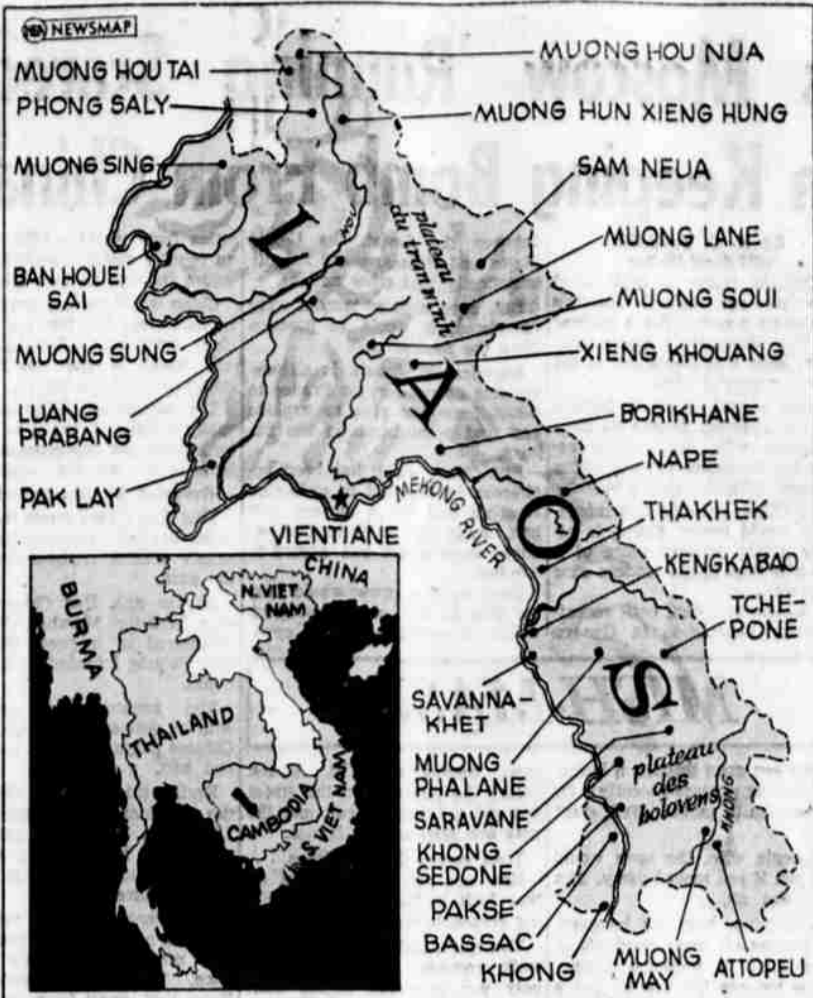 NEA NEWSMAP
MUONG HOU NUA
MUONG HOU TAI
PHONG SALY
MUONG HUN XIENG HUNG
MUONG SING
SAM NEUA
L
HOU
plateau
du tran ninh
MUONG LANE
BAN HOUEI
SAI
MUONG SOUI
MUONG SUNG
XIENG KHOUANG
A
LUANG
PRABANG
BORIKHANE
PAK LAY
NAPE
MEKONG RIVER
VIENTIANE
O
THAKHEK
KENGKABAO
TCHE-
PONE
S
SAVANNA-
KHET
MUONG
PHALANE
plateau
des
bolovens
KHONG
SARAVANE
KHONG
SEDONE
PAKSE
BASSAC
KHONG
MUONG
MAY
ATTOPEU
CHINA
N. VIET
NAM
BURMA
THAILAND
CAMBODIA
S. VIET NAM